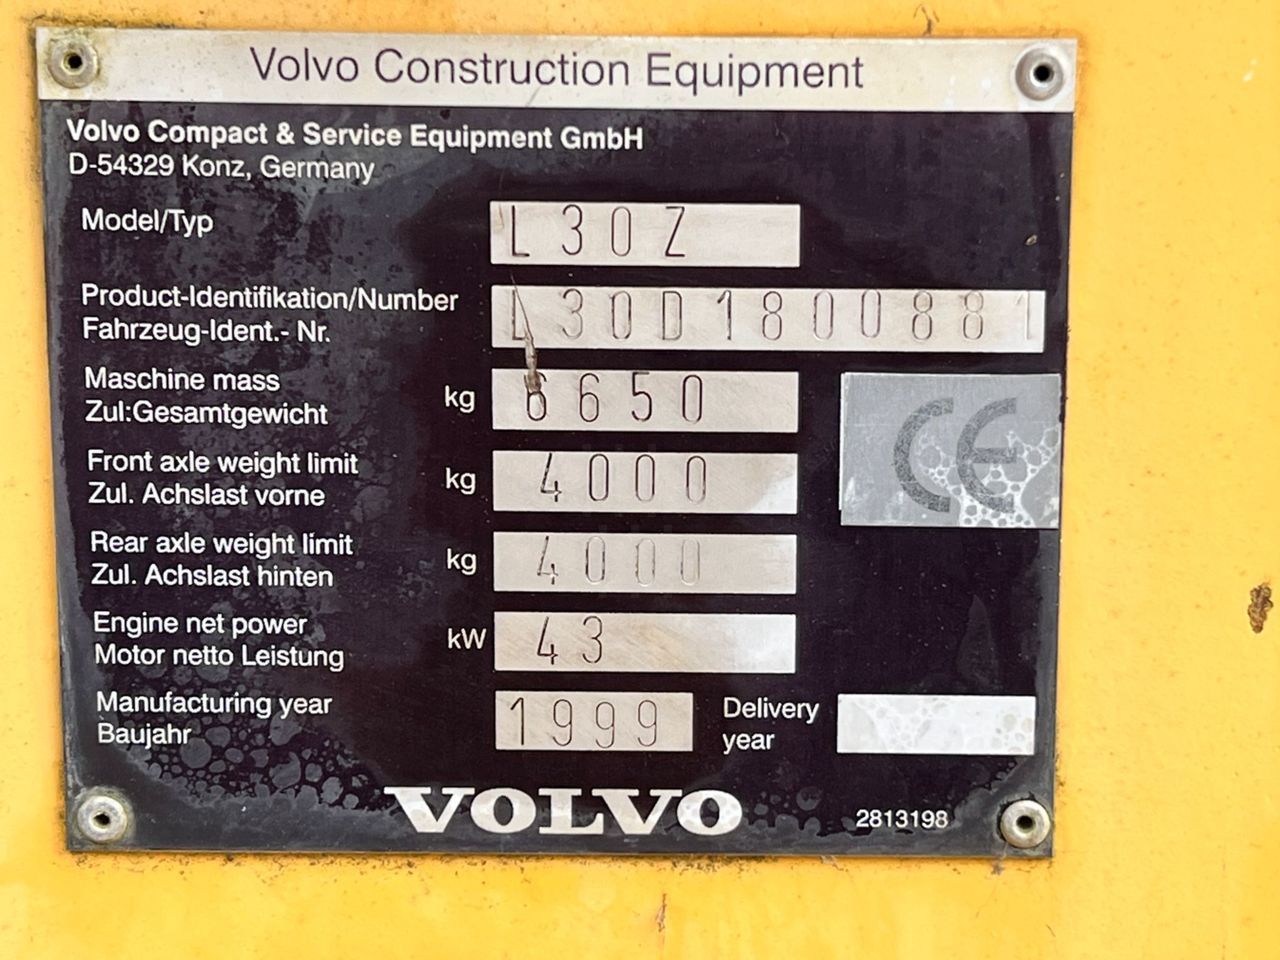 Volvo Construction Equipment
Volvo Compact & Service Equipment GmbH
D-54329 Konz, Germany
Model/Typ L30Z
Product-Identifikation/Number
Fahrzeug-Ident.- Nr. L30D1800881
Maschine mass
Zul:Gesamtgewicht kg 6650
Front axle weight limit
Zul. Achslast vorne kg 4000
Rear axle weight limit
Zul. Achslast hinten kg 4000
Engine net power
Motor netto Leistung kW 43
Manufacturing year
Baujahr 1999
Delivery
year
CE
VOLVO
2813198